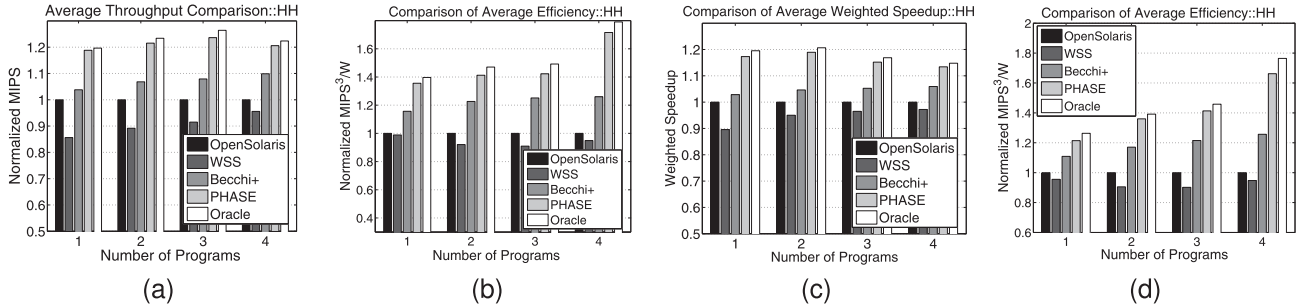 Average Throughput Comparison::HH
Normalized MIPS
1.2
1.1
1
0.9
0.8
0.7
0.6
0.5
OpenSolaris
WSS
Becchi+
PHASE
Oracle
1 2 3 4
Number of Programs
(a)
Comparison of Average Efficiency::HH
Normalized MIPS³/W
1.6
1.4
1.2
1
0.8
0.6
0.4
OpenSolaris
WSS
Becchi+
PHASE
Oracle
1 2 3 4
Number of Programs
(b)
Comparison of Average Weighted Speedup::HH
Weighted Speedup
1.2
1.1
1
0.9
0.8
0.7
0.6
0.5
OpenSolaris
WSS
Becchi+
PHASE
Oracle
1 2 3 4
Number of Programs
(c)
Comparison of Average Efficiency::HH
Normalized MIPS³/W
2
1.8
1.6
1.4
1.2
1
0.8
0.6
OpenSolaris
WSS
Becchi+
PHASE
Oracle
1 2 3 4
Number of Programs
(d)